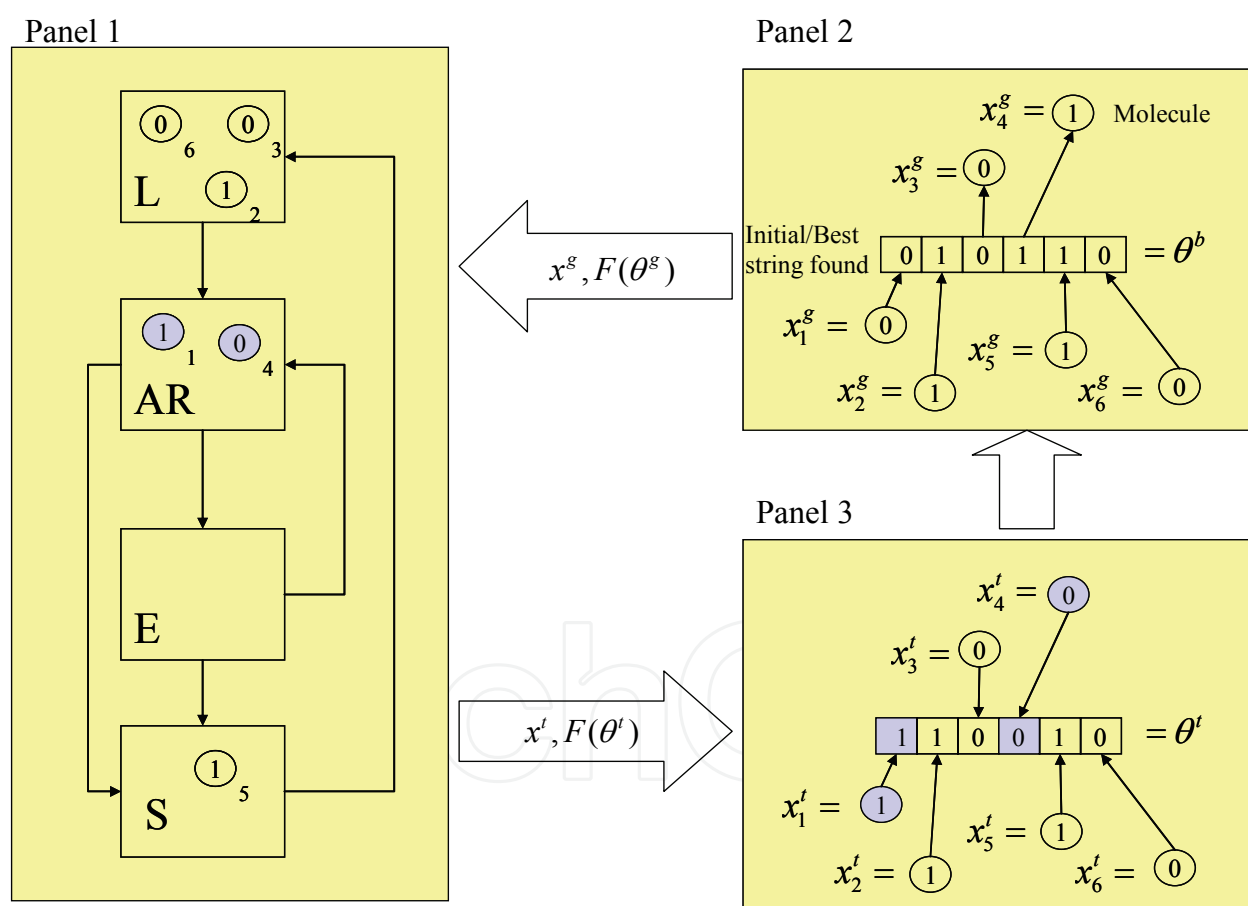 Panel 1
0 6
0 3
1 2
L
1 1
0 4
AR
E
1 5
S
x^g, F(θ^g)
x^t, F(θ^t)
Panel 2
x_4^g = 1 Molecule
x_3^g = 0
Initial/Best
string found
0 1 0 1 1 0 = θ^b
x_1^g = 0
x_5^g = 1
x_2^g = 1
x_6^g = 0
Panel 3
x_4^t = 0
x_3^t = 0
1 1 0 0 1 0 = θ^t
x_1^t = 1
x_5^t = 1
x_2^t = 1
x_6^t = 0